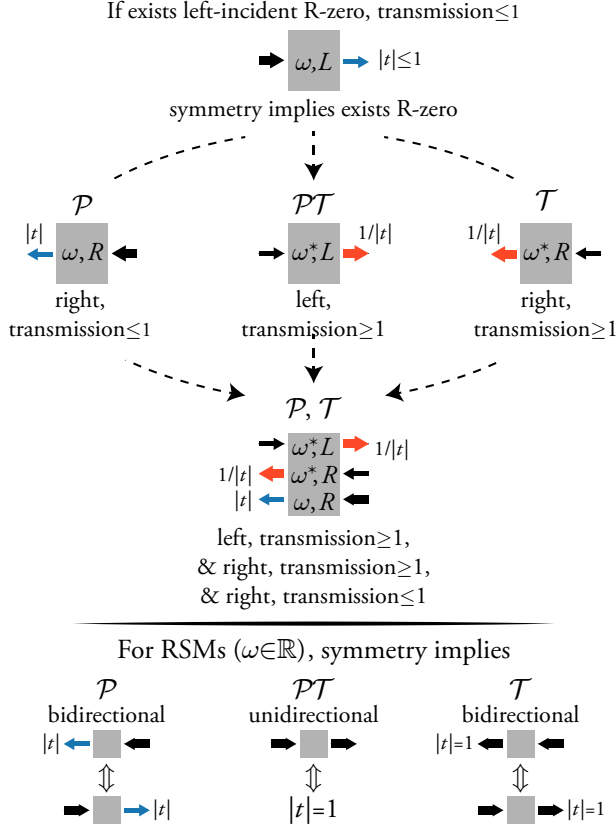 If exists left-incident R-zero, transmission≤1
ω,L
|t|≤1
symmetry implies exists R-zero
𝒫
𝒫𝒯
𝒯
|t|
ω,R
1/|t|
ω*,L
1/|t|
ω*,R
right,
transmission≤1
left,
transmission≥1
right,
transmission≥1
𝒫, 𝒯
ω*,L
1/|t|
1/|t|
ω*,R
|t|
ω,R
left, transmission≥1,
& right, transmission≥1,
& right, transmission≤1
For RSMs (ω∈ℝ), symmetry implies
𝒫
𝒫𝒯
𝒯
bidirectional
unidirectional
bidirectional
|t|
|t|=1
⇕
⇕
⇕
|t|
|t|=1
|t|=1